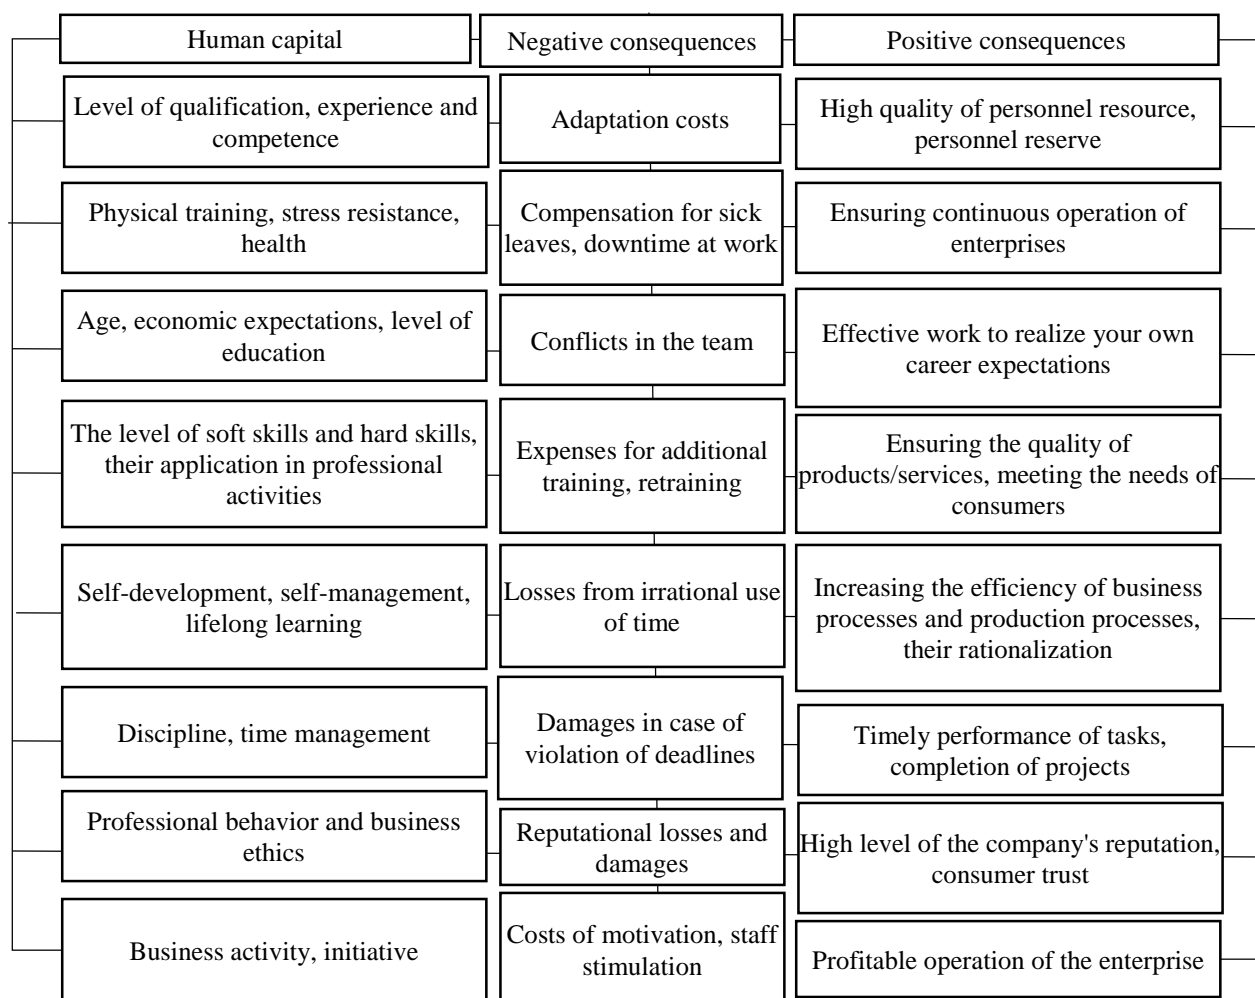 Human capital
Negative consequences
Positive consequences
Level of qualification, experience and
competence
Adaptation costs
High quality of personnel resource,
personnel reserve
Physical training, stress resistance,
health
Compensation for sick
leaves, downtime at work
Ensuring continuous operation of
enterprises
Age, economic expectations, level of
education
Conflicts in the team
Effective work to realize your own
career expectations
The level of soft skills and hard skills,
their application in professional
activities
Expenses for additional
training, retraining
Ensuring the quality of
products/services, meeting the needs of
consumers
Self-development, self-management,
lifelong learning
Losses from irrational use
of time
Increasing the efficiency of business
processes and production processes,
their rationalization
Discipline, time management
Damages in case of
violation of deadlines
Timely performance of tasks,
completion of projects
Professional behavior and business
ethics
Reputational losses and
damages
High level of the company's reputation,
consumer trust
Business activity, initiative
Costs of motivation, staff
stimulation
Profitable operation of the enterprise